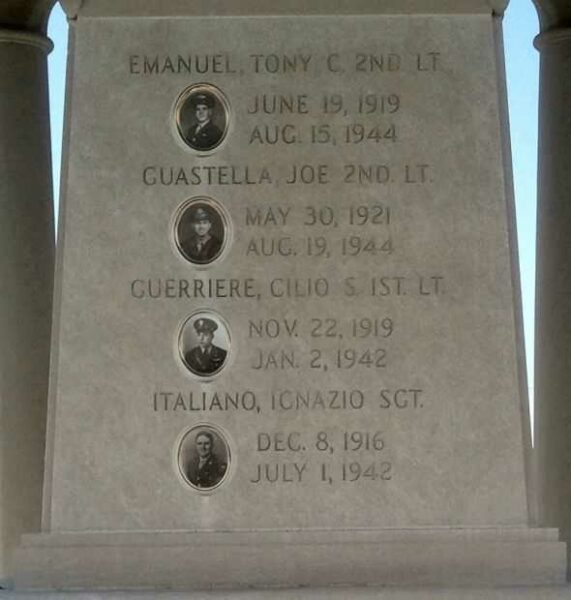 EMANUEL, TONY C. 2ND. LT.
JUNE 19, 1919
AUG. 15, 1944
GUASTELLA, JOE 2ND. LT.
MAY 30, 1921
AUG. 19, 1944
GUERRIERE, CILIO S. 1ST. LT.
NOV. 22, 1919
JAN. 2, 1942
ITALIANO, IGNAZIO SGT.
DEC. 8, 1916
JULY 1, 1942